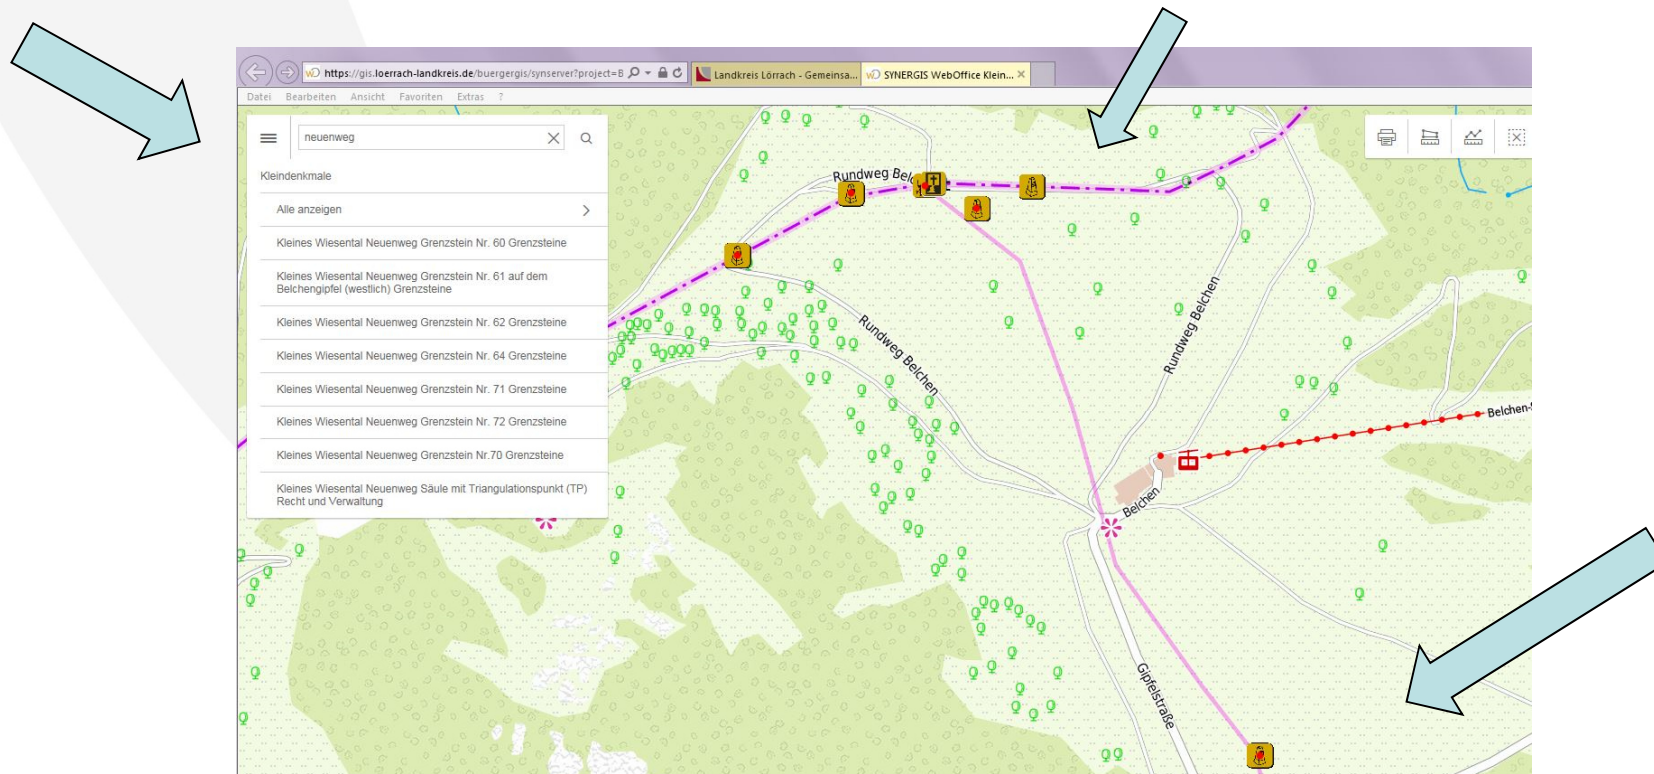 https://gis.loerrach-landkreis.de/buergergis/synserver?project=B
Landkreis Lörrach - Gemeinsa...
SYNERGIS WebOffice Klein...
Datei Bearbeiten Ansicht Favoriten Extras ?
neuenweg
Kleindenkmale
Alle anzeigen
Kleines Wiesental Neuenweg Grenzstein Nr. 60 Grenzsteine
Kleines Wiesental Neuenweg Grenzstein Nr. 61 auf dem
Belchengipfel (westlich) Grenzsteine
Kleines Wiesental Neuenweg Grenzstein Nr. 62 Grenzsteine
Kleines Wiesental Neuenweg Grenzstein Nr. 64 Grenzsteine
Kleines Wiesental Neuenweg Grenzstein Nr. 71 Grenzsteine
Kleines Wiesental Neuenweg Grenzstein Nr. 72 Grenzsteine
Kleines Wiesental Neuenweg Grenzstein Nr.70 Grenzsteine
Kleines Wiesental Neuenweg Säule mit Triangulationspunkt (TP)
Recht und Verwaltung
Rundweg Bel
Rundweg Belchen
Rundweg Belchen
Belchen-
Belchen
Gipfelstraße